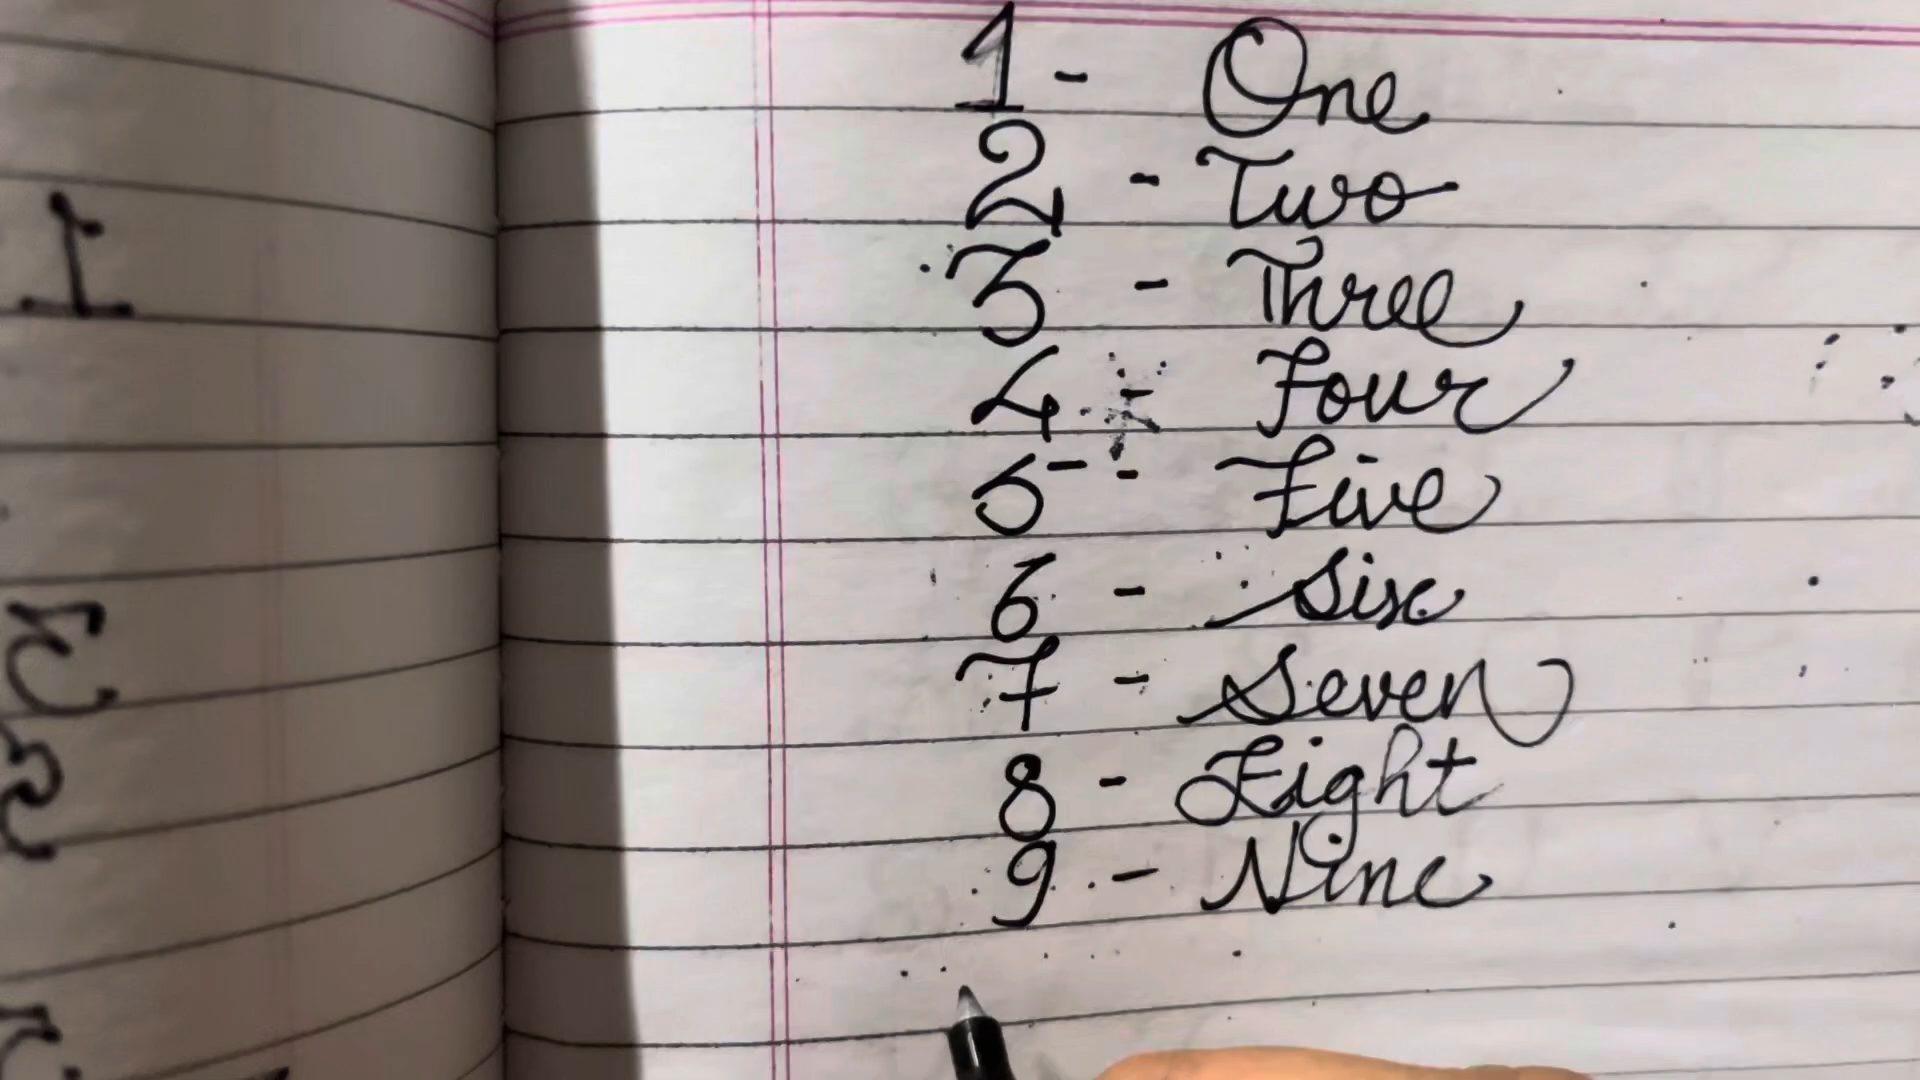 1 - One
2 - Two
3 - Three
4 - Four
5 - Five
6 - Six
7 - Seven
8 - Eight
9 - Nine